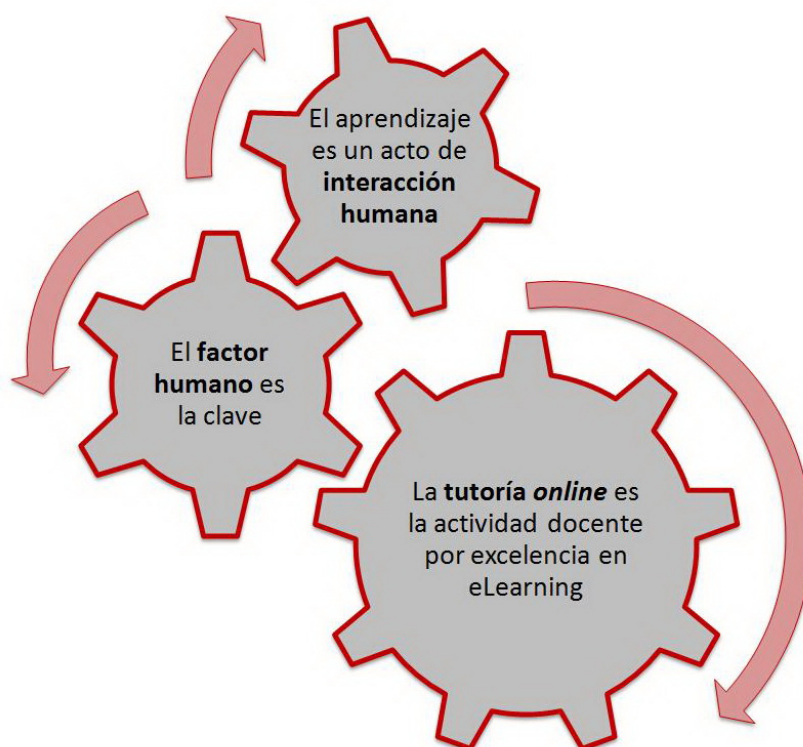 El aprendizaje
es un acto de
interacción
humana
El factor
humano es
la clave
La tutoría online es
la actividad docente
por excelencia en
eLearning